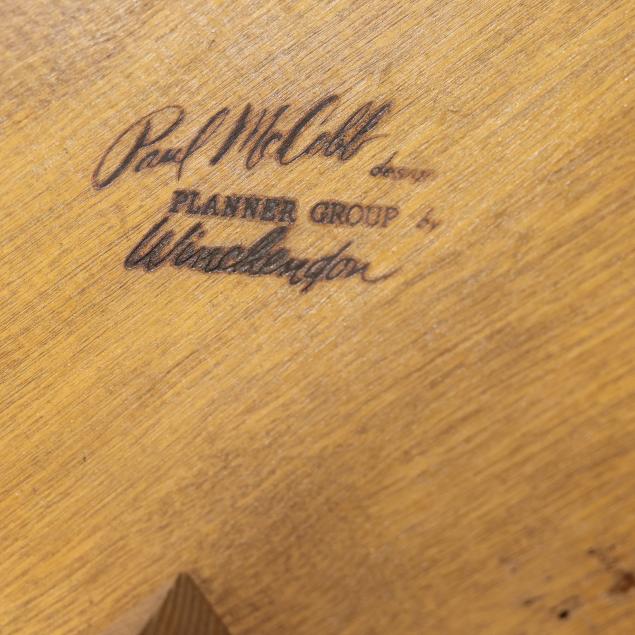 Paul McCobb design
PLANNER GROUP by
Winchendon